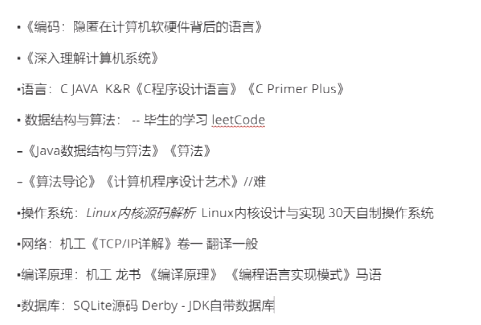 •《编码：隐匿在计算机软硬件背后的语言》
•《深入理解计算机系统》
•语言：C JAVA K&R《C程序设计语言》《C Primer Plus》
• 数据结构与算法： -- 毕生的学习 leetCode
–《Java数据结构与算法》《算法》
–《算法导论》《计算机程序设计艺术》//难
•操作系统：Linux内核源码解析 Linux内核设计与实现 30天自制操作系统
•网络：机工《TCP/IP详解》卷一 翻译一般
•编译原理：机工 龙书 《编译原理》 《编程语言实现模式》马语
•数据库：SQLite源码 Derby - JDK自带数据库